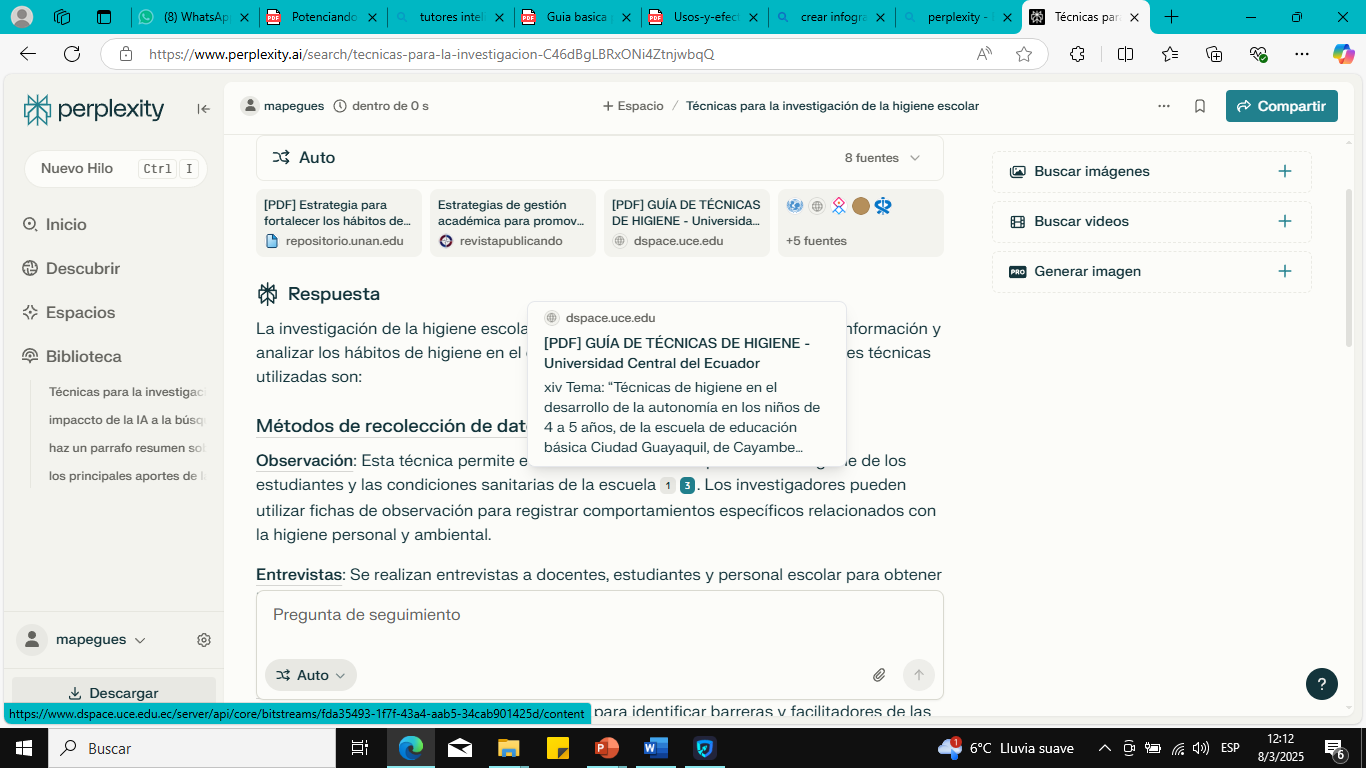 (8) WhatsAp
Potenciando
tutores inteli
Guia basica
Usos-y-efec
crear infogra
perplexity -
Técnicas par
https://www.perplexity.ai/search/tecnicas-para-la-investigacion-C46dBgLBRxONi4ZtnjwbqQ
perplexity
Nuevo Hilo Ctrl I
Inicio
Descubrir
Espacios
Biblioteca
Técnicas para la investigaci
impaccto de la IA a la búsq
haz un parrafo resumen sol
los principales aportes de l
mapegues
Descargar
mapegues dentro de 0 s
+ Espacio / Técnicas para la investigación de la higiene escolar
Compartir
Auto 8 fuentes
[PDF] Estrategia para
fortalecer los hábitos de...
repositorio.unan.edu
Estrategias de gestión
académica para promov...
revistapublicando
[PDF] GUÍA DE TÉCNICAS
DE HIGIENE - Universida...
dspace.uce.edu
+5 fuentes
Respuesta
La investigación de la higiene escola nformación y
analizar los hábitos de higiene en el es técnicas
utilizadas son:
dspace.uce.edu
[PDF] GUÍA DE TÉCNICAS DE HIGIENE -
Universidad Central del Ecuador
xiv Tema: “Técnicas de higiene en el
desarrollo de la autonomía en los niños de
4 a 5 años, de la escuela de educación
básica Ciudad Guayaquil, de Cayambe...
Métodos de recolección de dat
Observación: Esta técnica permite e ne de los
estudiantes y las condiciones sanitarias de la escuela 1 3. Los investigadores pueden
utilizar fichas de observación para registrar comportamientos específicos relacionados con
la higiene personal y ambiental.
Entrevistas: Se realizan entrevistas a docentes, estudiantes y personal escolar para obtener
Pregunta de seguimiento
Auto
para identificar barreras y facilitadores de las
Buscar imágenes
Buscar videos
PRO Generar imagen
?
https://www.dspace.uce.edu.ec/server/api/core/bitstreams/fda35493-1f7f-43a4-aab5-34cab901425d/content
Buscar
1
6°C Lluvia suave
ESP
12:12
8/3/2025
6